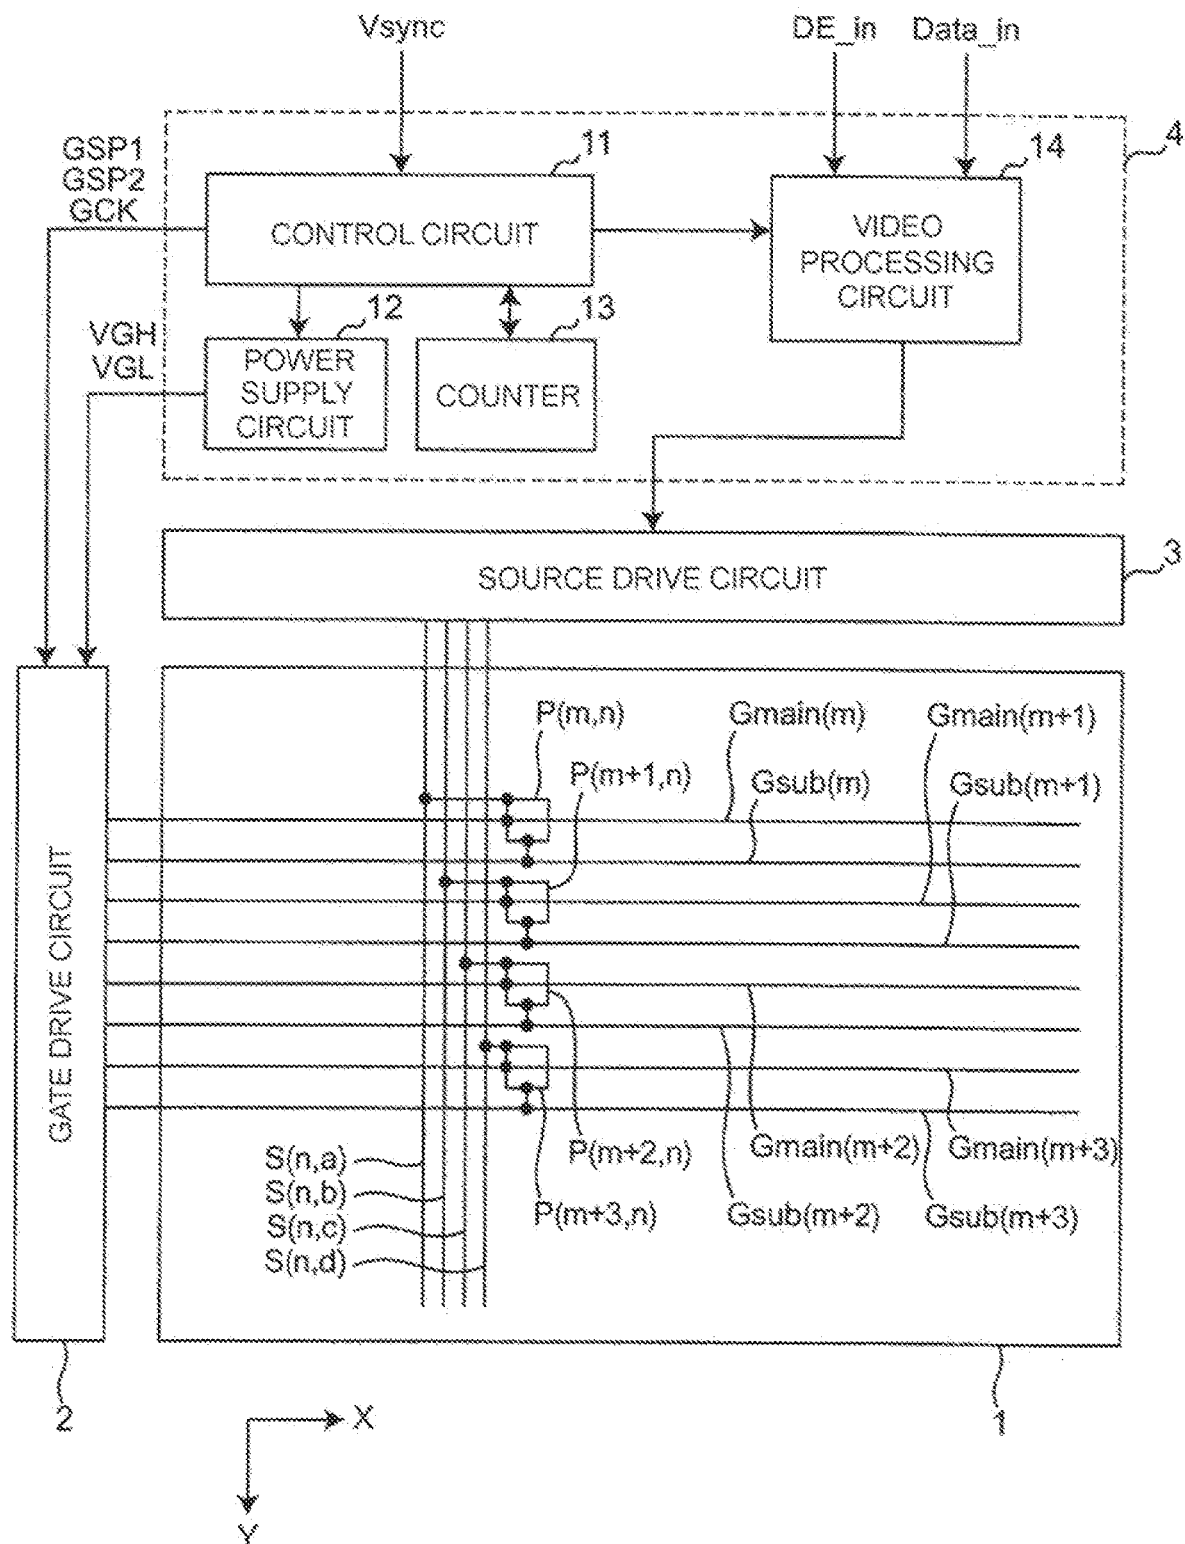 Vsync
DE_in
Data_in
GSP1
GSP2
GCK
11
14
4
CONTROL CIRCUIT
VIDEO
PROCESSING
CIRCUIT
VGH
VGL
12
13
POWER
SUPPLY
CIRCUIT
COUNTER
SOURCE DRIVE CIRCUIT
3
P(m,n)
Gmain(m)
Gmain(m+1)
P(m+1,n)
Gsub(m)
Gsub(m+1)
GATE DRIVE CIRCUIT
S(n,a)
S(n,b)
S(n,c)
S(n,d)
P(m+2,n)
Gmain(m+2)
Gmain(m+3)
P(m+3,n)
Gsub(m+2)
Gsub(m+3)
2
1
X
Y